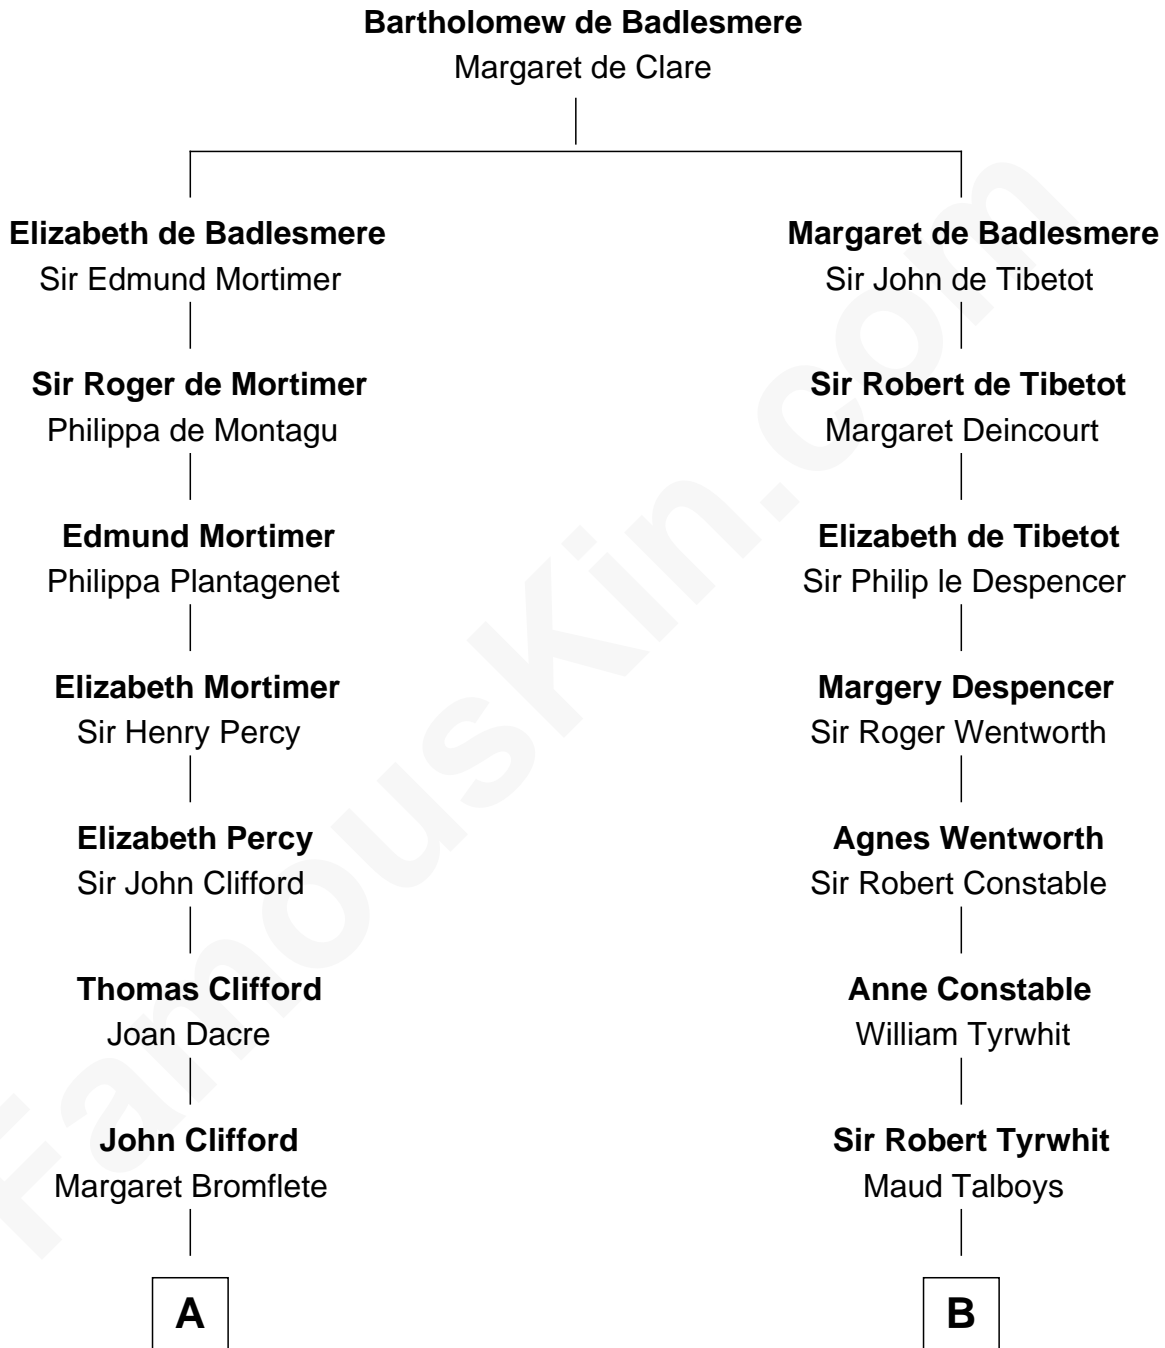 Bartholomew de Badlesmere
Margaret de Clare
Elizabeth de Badlesmere
Sir Edmund Mortimer
Margaret de Badlesmere
Sir John de Tibetot
Sir Roger de Mortimer
Philippa de Montagu
Sir Robert de Tibetot
Margaret Deincourt
Edmund Mortimer
Philippa Plantagenet
Elizabeth de Tibetot
Sir Philip le Despencer
Elizabeth Mortimer
Sir Henry Percy
Margery Despencer
Sir Roger Wentworth
Elizabeth Percy
Sir John Clifford
Agnes Wentworth
Sir Robert Constable
Thomas Clifford
Joan Dacre
Anne Constable
William Tyrwhit
John Clifford
Margaret Bromflete
Sir Robert Tyrwhit
Maud Talboys
A
B
FamousKin.com